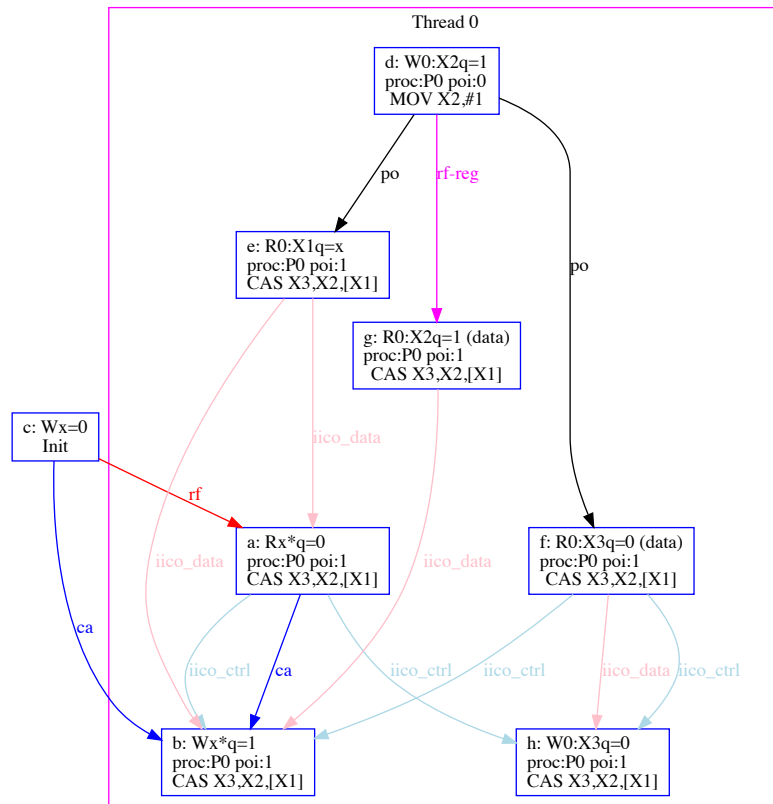 Thread 0
d: W0:X2q=1
proc:P0 poi:0
MOV X2,#1
po
rf-reg
po
e: R0:X1q=x
proc:P0 poi:1
CAS X3,X2,[X1]
g: R0:X2q=1 (data)
proc:P0 poi:1
CAS X3,X2,[X1]
c: Wx=0
Init
iico_data
rf
a: Rx*q=0
proc:P0 poi:1
CAS X3,X2,[X1]
f: R0:X3q=0 (data)
proc:P0 poi:1
CAS X3,X2,[X1]
iico_data
iico_data
ca
iico_ctrl
ca
iico_ctrl
iico_ctrl
iico_data
iico_ctrl
b: Wx*q=1
proc:P0 poi:1
CAS X3,X2,[X1]
h: W0:X3q=0
proc:P0 poi:1
CAS X3,X2,[X1]